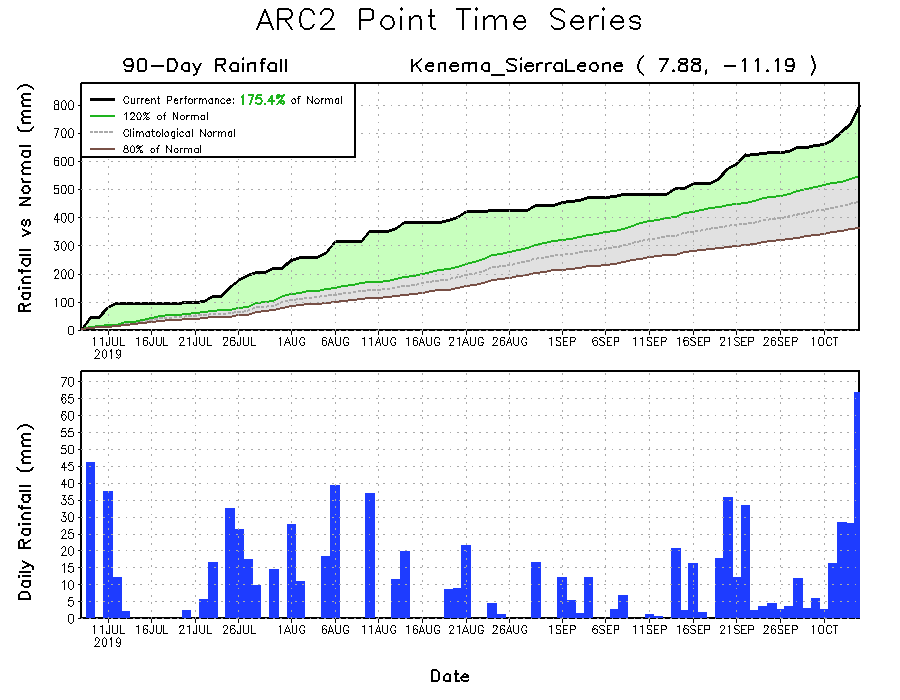 ARC2 Point Time Series
90-Day Rainfall
Kenema_SierraLeone ( 7.88, -11.19 )
Rainfall vs Normal (mm)
Current Performance: 175.4% of Normal
120% of Normal
Climatological Normal
80% of Normal
800
700
600
500
400
300
200
100
0
11JUL 16JUL 21JUL 26JUL 1AUG 6AUG 11AUG 16AUG 21AUG 26AUG 1SEP 6SEP 11SEP 16SEP 21SEP 26SEP 1OCT
2019
Daily Rainfall (mm)
70
65
60
55
50
45
40
35
30
25
20
15
10
5
0
11JUL 16JUL 21JUL 26JUL 1AUG 6AUG 11AUG 16AUG 21AUG 26AUG 1SEP 6SEP 11SEP 16SEP 21SEP 26SEP 1OCT
2019
Date